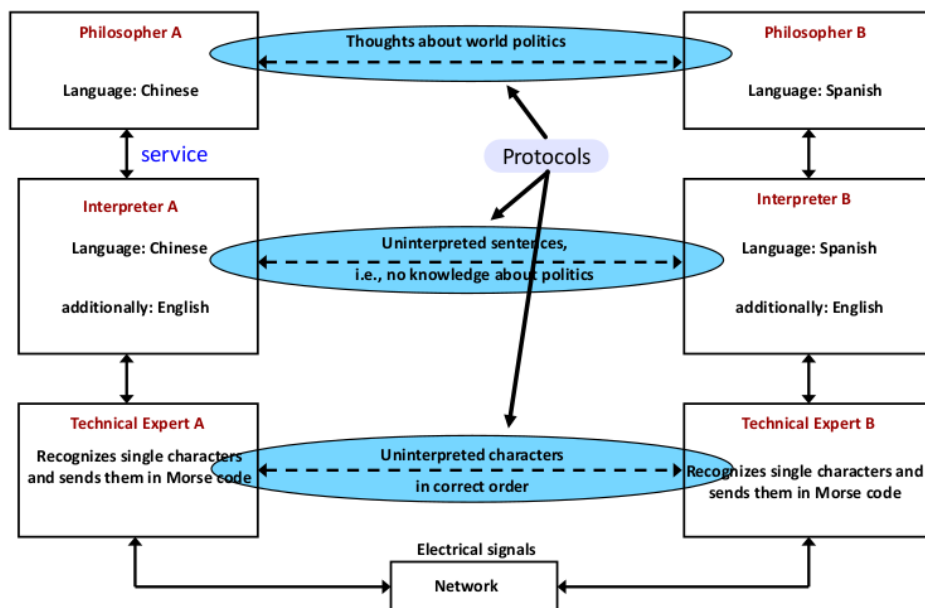 Philosopher A
Thoughts about world politics
Philosopher B
Language: Chinese
Language: Spanish
service
Protocols
Interpreter A
Interpreter B
Language: Chinese
Uninterpreted sentences,
Language: Spanish
i.e., no knowledge about politics
additionally: English
additionally: English
Technical Expert A
Technical Expert B
Recognizes single characters
and sends them in Morse code
Uninterpreted characters
in correct order
Recognizes single characters and
sends them in Morse code
Electrical signals
Network